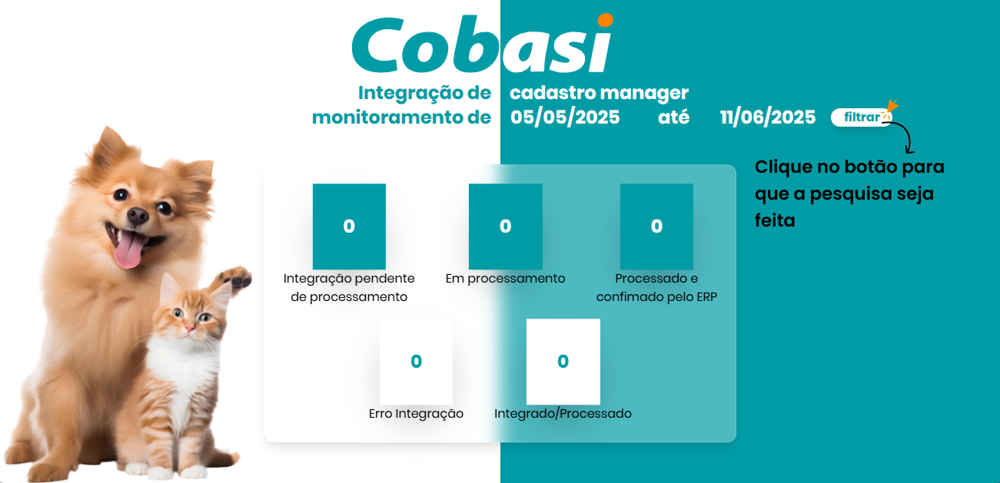 Cobasi
Integração de cadastro manager
monitoramento de 05/05/2025 até 11/06/2025 filtrar
Clique no botão para
que a pesquisa seja
feita
0 0 0
Integração pendente
de processamento
Em processamento
Processado e
confimado pelo ERP
0 0
Erro Integração
Integrado/Processado